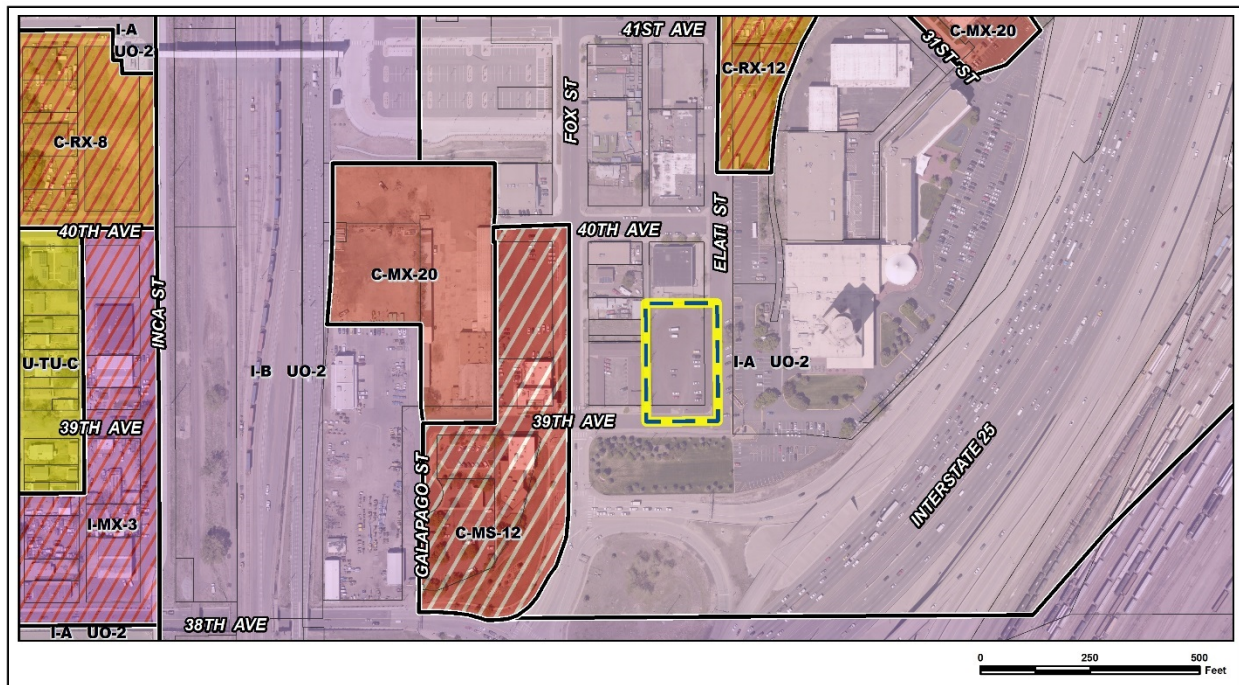 I-A
UO-2
41ST AVE
C-MX-20
31ST ST
C-RX-12
C-RX-8
FOX ST
40TH AVE
40TH AVE
ELATI ST
C-MX-20
INCA ST
U-TU-C
I-B UO-2
I-A UO-2
39TH AVE
39TH AVE
INTERSTATE 25
GALAPAGO ST
I-MX-3
C-MS-12
38TH AVE
I-A UO-2
0 250 500
Feet